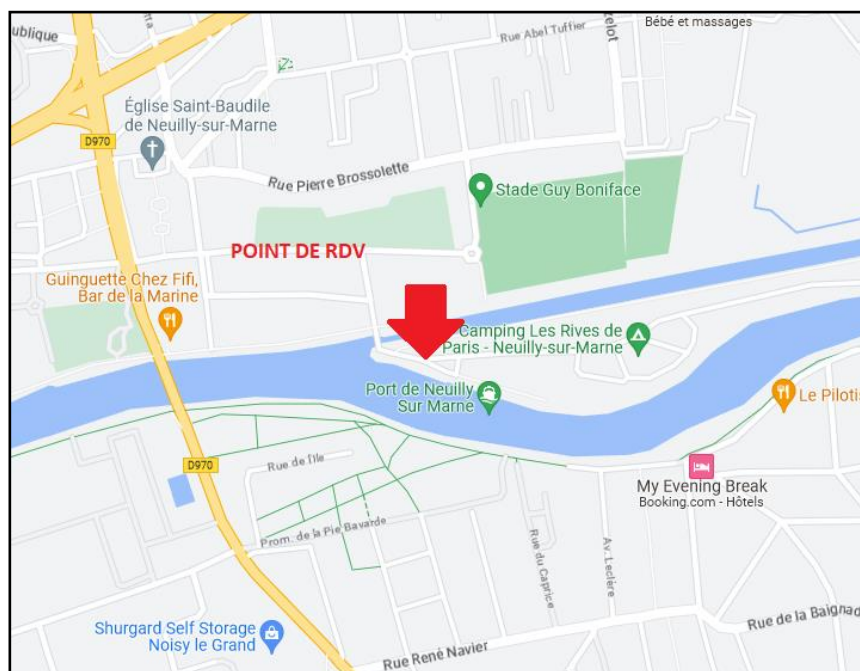 ublique
Rue Abel Tuffier
zelot
Bébé et massages
Église Saint-Baudile
de Neuilly-sur-Marne
D970
Rue Pierre Brossolette
Stade Guy Boniface
POINT DE RDV
Guinguette Chez Fifi,
Bar de la Marine
Camping Les Rives de
Paris - Neuilly-sur-Marne
Port de Neuilly
Sur Marne
Le Pilotis
D970
Rue de l'Ile
My Evening Break
Booking.com - Hôtels
Prom. de la Pie Bavarde
Rue du Caprice
Av. Leclère
Shurgard Self Storage
Noisy le Grand
Rue de la Baignad
Rue René Navier